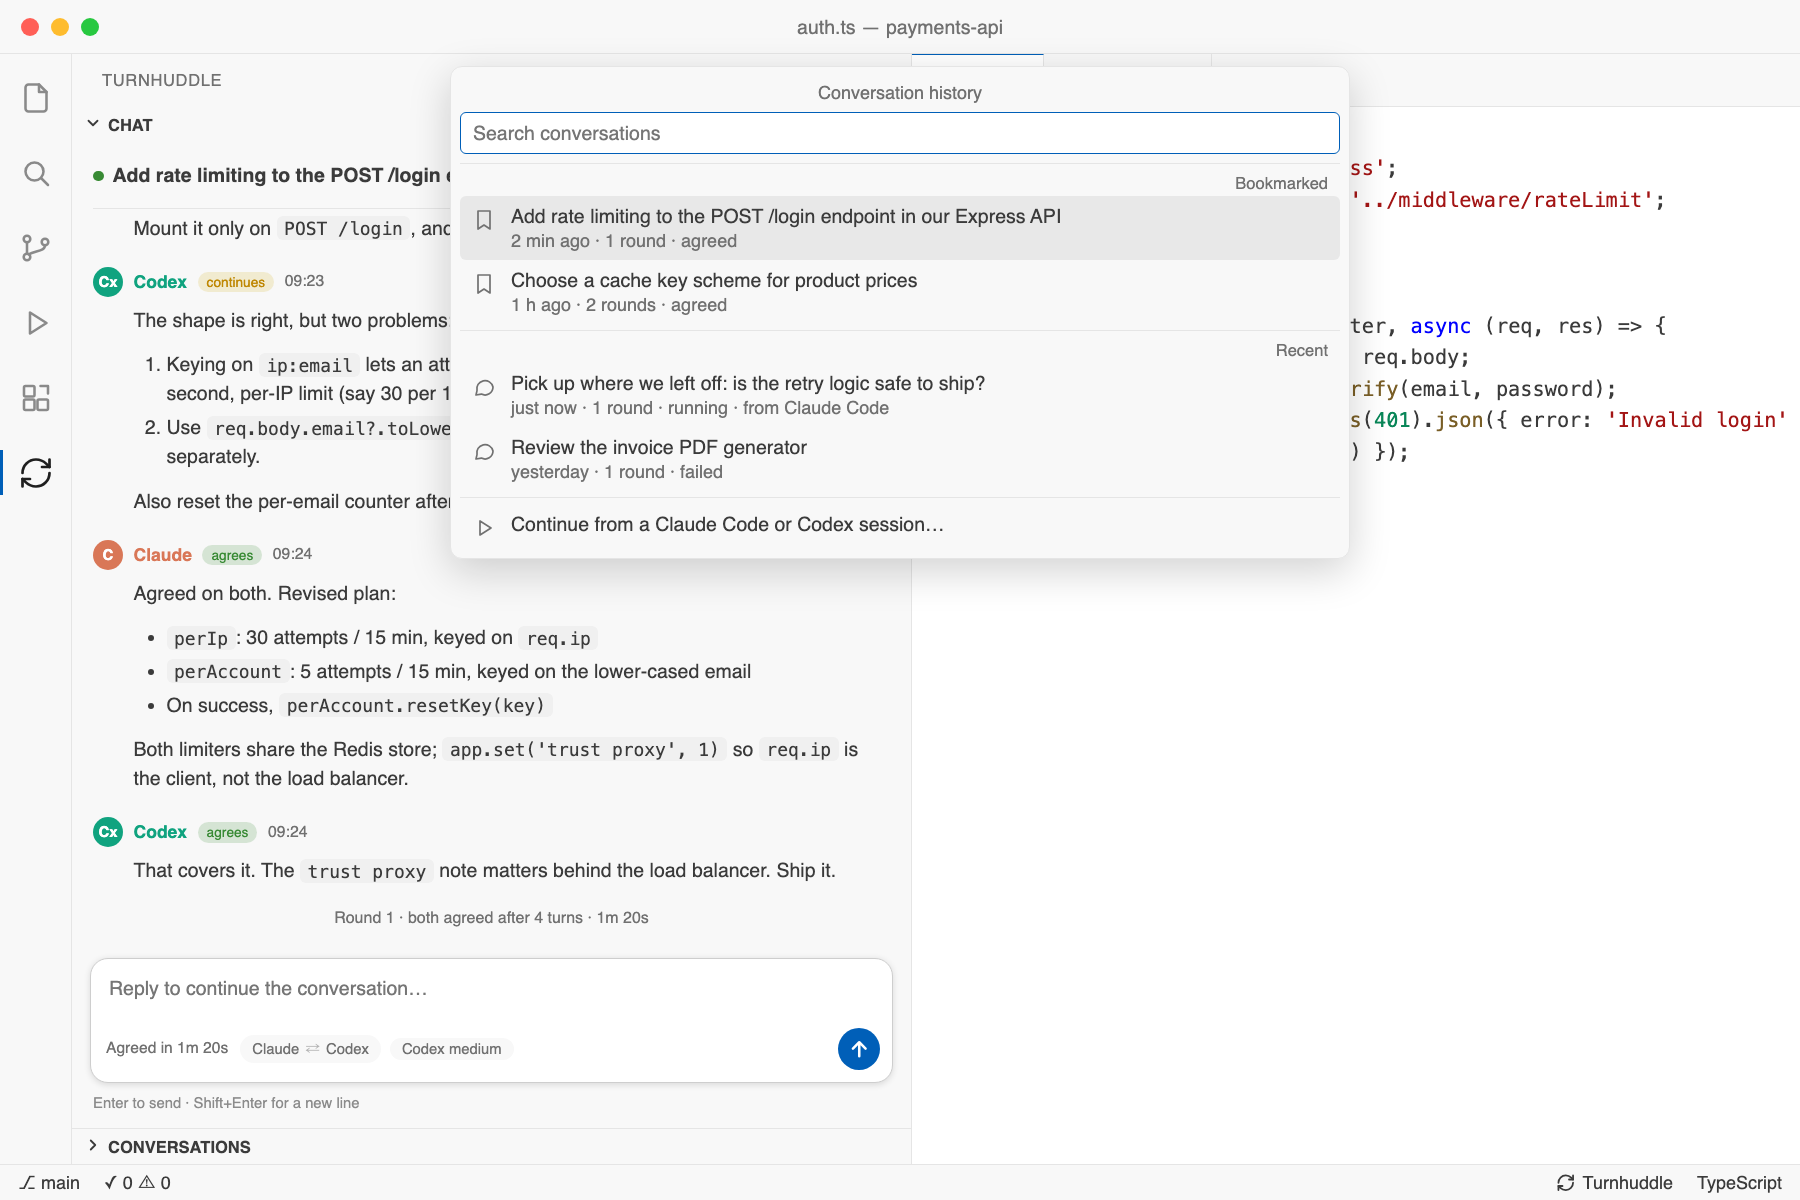 auth.ts — payments-api
TURNHUDDLE
CHAT
Add rate limiting to the POST /login
Mount it only on POST /login , and
Cx Codex continues 09:23
The shape is right, but two problems:
1. Keying on ip:email lets an att
second, per-IP limit (say 30 per 1
2. Use req.body.email?.toLowe
separately.
Also reset the per-email counter after
C Claude agrees 09:24
Agreed on both. Revised plan:
• perIp : 30 attempts / 15 min, keyed on req.ip
• perAccount : 5 attempts / 15 min, keyed on the lower-cased email
• On success, perAccount.resetKey(key)
Both limiters share the Redis store; app.set('trust proxy', 1) so req.ip is
the client, not the load balancer.
Cx Codex agrees 09:24
That covers it. The trust proxy note matters behind the load balancer. Ship it.
Round 1 · both agreed after 4 turns · 1m 20s
Reply to continue the conversation…
Agreed in 1m 20s Claude ⇄ Codex Codex medium
Enter to send · Shift+Enter for a new line
CONVERSATIONS
Conversation history
Search conversations
Bookmarked
Add rate limiting to the POST /login endpoint in our Express API
2 min ago · 1 round · agreed
Choose a cache key scheme for product prices
1 h ago · 2 rounds · agreed
Recent
Pick up where we left off: is the retry logic safe to ship?
just now · 1 round · running · from Claude Code
Review the invoice PDF generator
yesterday · 1 round · failed
Continue from a Claude Code or Codex session…
ss';
'../middleware/rateLimit';
ter, async (req, res) => {
req.body;
rify(email, password);
s(401).json({ error: 'Invalid login'
) });
main ✓ 0 ⚠ 0
Turnhuddle TypeScript